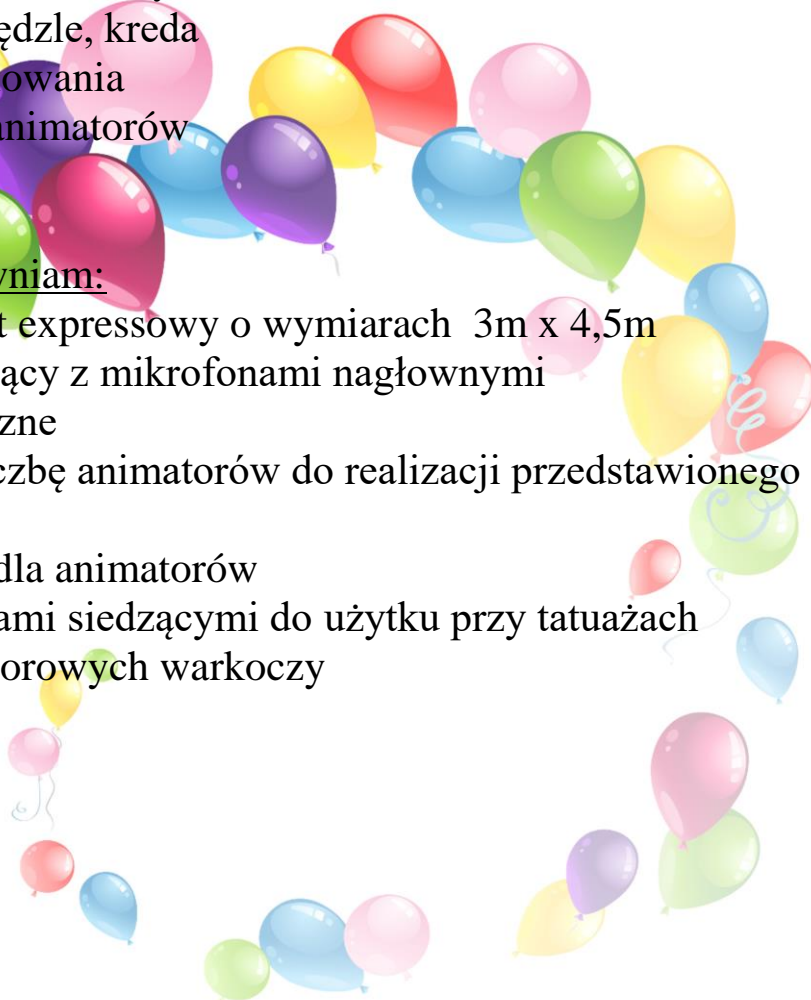 ędzle, kreda
owania
animatorów
yniam:
t expressowy o wymiarach 3m x 4,5m
ący z mikrofonami nagłownymi
zne
czbę animatorów do realizacji przedstawionego
dla animatorów
ami siedzącymi do użytku przy tatuażach
orowych warkoczy